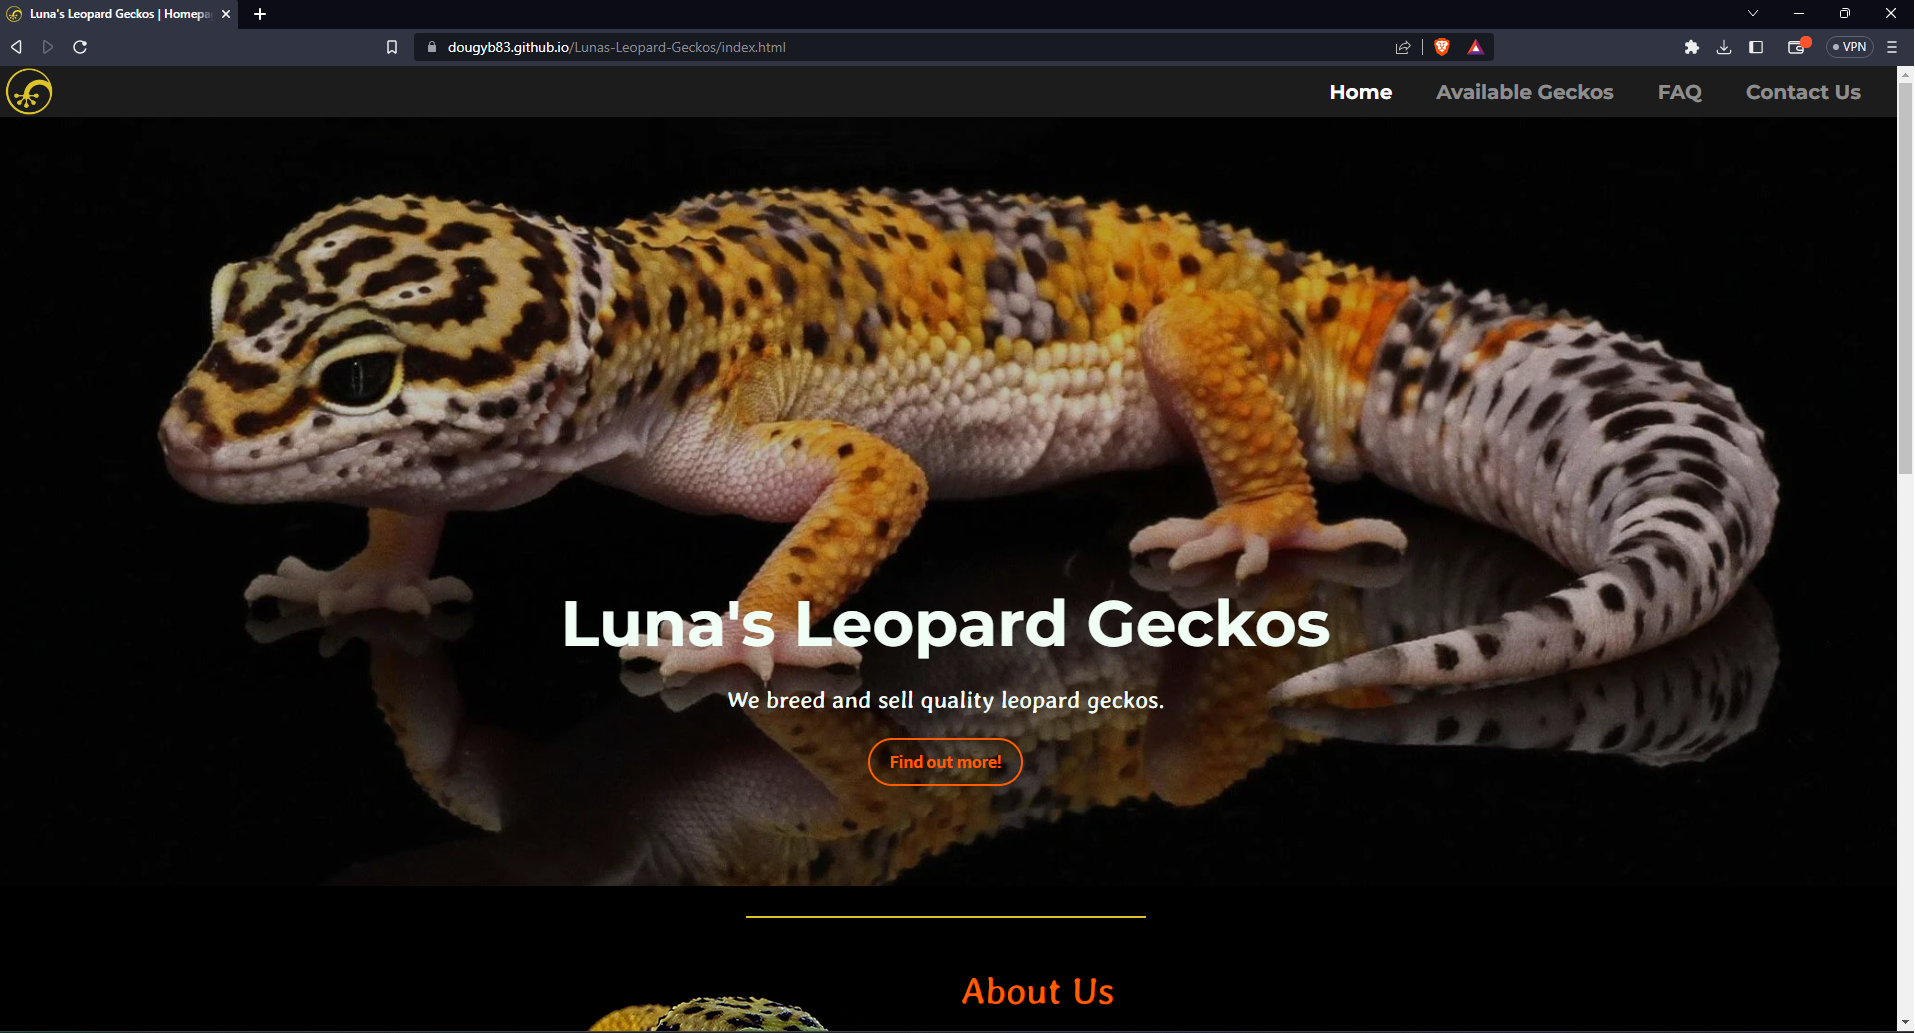 Luna's Leopard Geckos | Homepa
dougyb83.github.io/Lunas-Leopard-Geckos/index.html
VPN
Home Available Geckos FAQ Contact Us
Luna's Leopard Geckos
We breed and sell quality leopard geckos.
Find out more!
About Us